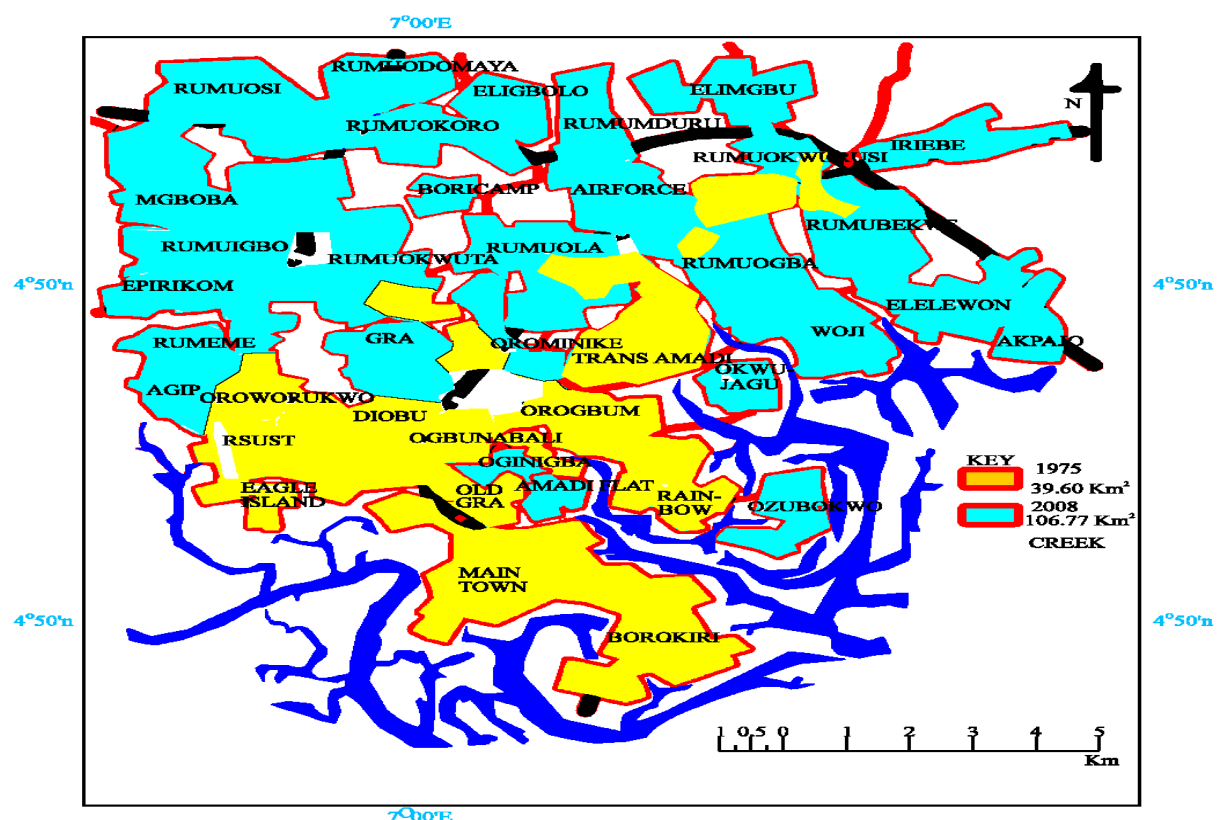 7°00'E
RUMUODOMAYA
RUMUOSI
ELIGBOLO
ELIMGBU
N
RUMUOKORO
RUMUMDURU
IRIEBE
RUMUOKWURUSI
BORICAMP
AIRFORCE
MGBOBA
RUMUBEKWE
RUMUIGBO
RUMUOLA
RUMUOKWUTA
RUMUOGBA
4°50'n
4°50'n
EPIRIKOM
ELELEWON
WOJI
RUMEME
GRA
OROMINIKE
AKPAJO
TRANS AMADI
OKWU-
JAGU
AGIP
OROWORUKWO
DIOBU
OROGBUM
RSUST
OGBUNABALI
OGINIGBA
KEY
1975
39.60 Km²
EAGLE
ISLAND
OLD
GRA
AMADI FLAT
RAIN-
BOW
OZUBOKWO
2008
106.77 Km²
CREEK
MAIN
TOWN
4°50'n
4°50'n
BOROKIRI
1 0.5 0 1 2 3 4 5
Km
7°00'E